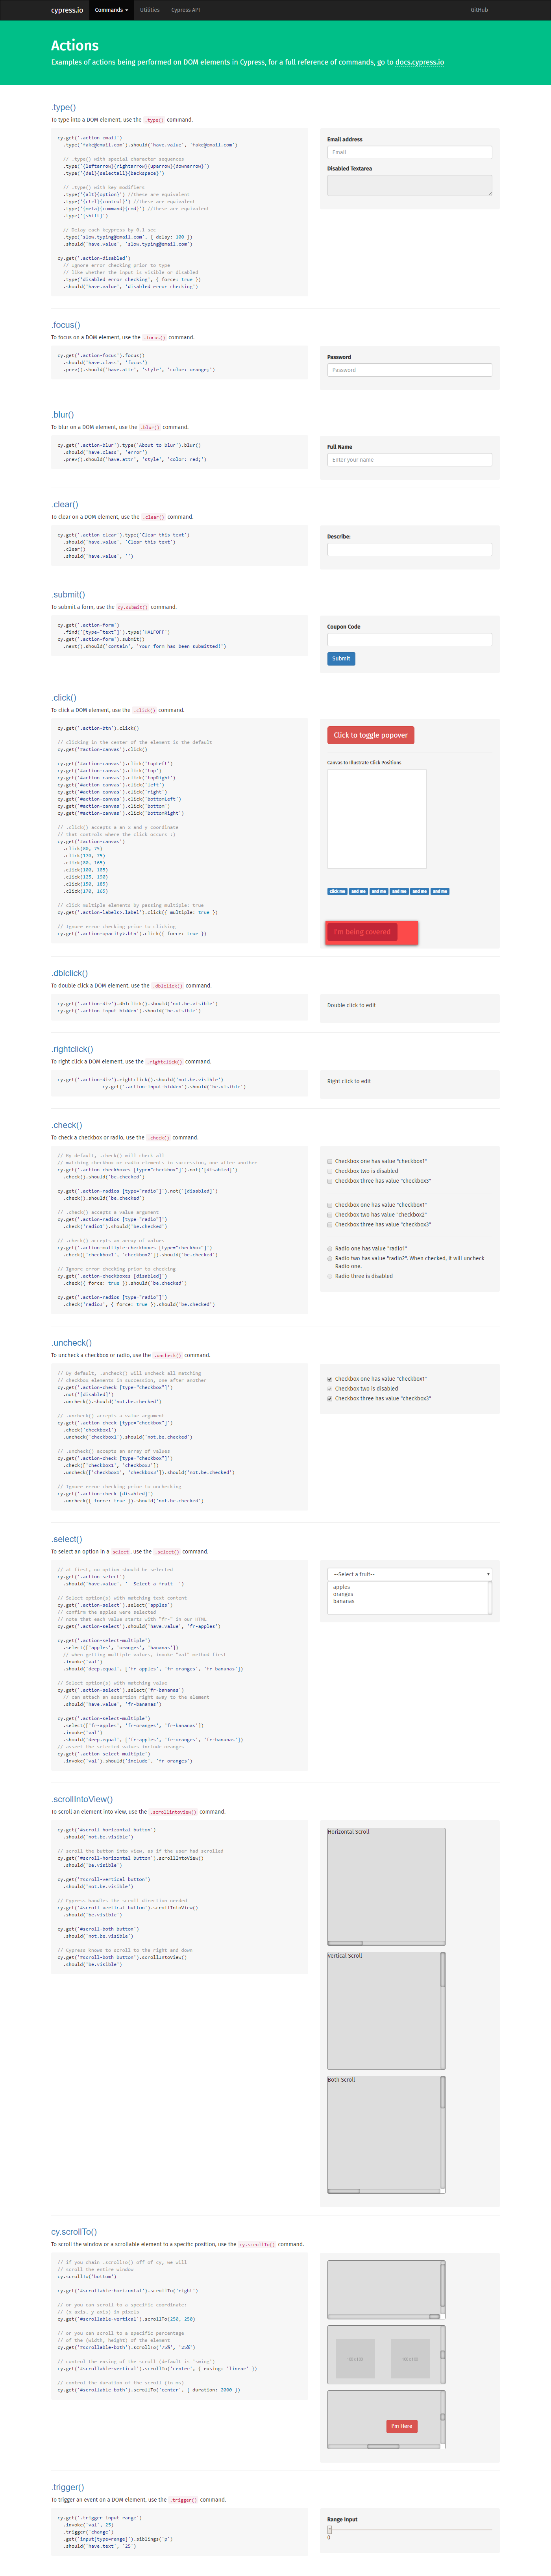 cypress.io
Commands
Utilities
Cypress API
GitHub
Actions
Examples of actions being performed on DOM elements in Cypress, for a full reference of commands, go to docs.cypress.io
.type()
To type into a DOM element, use the .type() command.
cy.get('.action-email')
.type('fake@email.com').should('have.value', 'fake@email.com')
// .type() with special character sequences
.type('{leftarrow}{rightarrow}{uparrow}{downarrow}')
.type('{del}{selectall}{backspace}')
// .type() with key modifiers
.type('{alt}{option}') //these are equivalent
.type('{ctrl}{control}') //these are equivalent
.type('{meta}{command}{cmd}') //these are equivalent
.type('{shift}')
// Delay each keypress by 0.1 sec
.type('slow.typing@email.com', { delay: 100 })
.should('have.value', 'slow.typing@email.com')
cy.get('.action-disabled')
// ignore error checking prior to type
// like whether the input is visible or disabled
.type('disabled error checking', { force: true })
.should('have.value', 'disabled error checking')
Email address
Email
Disabled Textarea
.focus()
To focus on a DOM element, use the .focus() command.
cy.get('.action-focus').focus()
.should('have.class', 'focus')
.prev().should('have.attr', 'style', 'color: orange;')
Password
Password
.blur()
To blur on a DOM element, use the .blur() command.
cy.get('.action-blur').type('About to blur').blur()
.should('have.class', 'error')
.prev().should('have.attr', 'style', 'color: red;')
Full Name
Enter your name
.clear()
To clear on a DOM element, use the .clear() command.
cy.get('.action-clear').type('Clear this text')
.should('have.value', 'Clear this text')
.clear()
.should('have.value', '')
Describe:
.submit()
To submit a form, use the cy.submit() command.
cy.get('.action-form')
.find('[type="text"]').type('HALFOFF')
cy.get('.action-form').submit()
.next().should('contain', 'Your form has been submitted!')
Coupon Code
Submit
.click()
To click a DOM element, use the .click() command.
cy.get('.action-btn').click()
// clicking in the center of the element is the default
cy.get('#action-canvas').click()
cy.get('#action-canvas').click('topLeft')
cy.get('#action-canvas').click('top')
cy.get('#action-canvas').click('topRight')
cy.get('#action-canvas').click('left')
cy.get('#action-canvas').click('right')
cy.get('#action-canvas').click('bottomLeft')
cy.get('#action-canvas').click('bottom')
cy.get('#action-canvas').click('bottomRight')
// .click() accepts a an x and y coordinate
// that controls where the click occurs :)
cy.get('#action-canvas')
.click(80, 75)
.click(170, 75)
.click(80, 165)
.click(100, 185)
.click(125, 190)
.click(150, 185)
.click(170, 165)
// click multiple elements by passing multiple: true
cy.get('.action-labels>.label').click({ multiple: true })
// ignore error checking prior to clicking
cy.get('.action-opacity>.btn').click({ force: true })
Click to toggle popover
Canvas to Illustrate Click Positions
click me and me and me and me and me and me
I'm being covered
.dblclick()
To double click a DOM element, use the .dblclick() command.
cy.get('.action-div').dblclick().should('not.be.visible')
cy.get('.action-input-hidden').should('be.visible')
Double click to edit
.rightclick()
To right click a DOM element, use the .rightclick() command.
cy.get('.action-div').rightclick().should('not.be.visible')
cy.get('.action-input-hidden').should('be.visible')
Right click to edit
.check()
To check a checkbox or radio, use the .check() command.
// By default, .check() will check all
// matching checkbox or radio elements in succession, one after another
cy.get('.action-checkboxes [type="checkbox"]').not('[disabled]')
.check().should('be.checked')
cy.get('.action-radios [type="radio"]').not('[disabled]')
.check().should('be.checked')
// .check() accepts a value argument
cy.get('.action-radios [type="radio"]')
.check('radio1').should('be.checked')
// .check() accepts an array of values
cy.get('.action-multiple-checkboxes [type="checkbox"]')
.check(['checkbox1', 'checkbox2']).should('be.checked')
// Ignore error checking prior to checking
cy.get('.action-checkboxes [disabled]')
.check({ force: true }).should('be.checked')
cy.get('.action-radios [type="radio"]')
.check('radio3', { force: true }).should('be.checked')
Checkbox one has value "checkbox1"
Checkbox two is disabled
Checkbox three has value "checkbox3"
Checkbox one has value "checkbox1"
Checkbox two has value "checkbox2"
Checkbox three has value "checkbox3"
Radio one has value "radio1"
Radio two has value "radio2". When checked, it will uncheck
Radio one.
Radio three is disabled
.uncheck()
To uncheck a checkbox or radio, use the .uncheck() command.
// By default, .uncheck() will uncheck all matching
// checkbox elements in succession, one after another
cy.get('.action-check [type="checkbox"]')
.not('[disabled]')
.uncheck().should('not.be.checked')
// .uncheck() accepts a value argument
cy.get('.action-check [type="checkbox"]')
.check('checkbox1')
.uncheck('checkbox1').should('not.be.checked')
// .uncheck() accepts an array of values
cy.get('.action-check [type="checkbox"]')
.check(['checkbox1', 'checkbox3'])
.uncheck(['checkbox1', 'checkbox3']).should('not.be.checked')
// Ignore error checking prior to unchecking
cy.get('.action-check [disabled]')
.uncheck({ force: true }).should('not.be.checked')
Checkbox one has value "checkbox1"
Checkbox two is disabled
Checkbox three has value "checkbox3"
.select()
To select an option in a select, use the .select() command.
// at first, no option should be selected
cy.get('.action-select')
.should('have.value', '--Select a fruit--')
// Select option(s) with matching text content
cy.get('.action-select').select('apples')
// confirm the apples were selected
// note that each value starts with "fr-" in our HTML
cy.get('.action-select').should('have.value', 'fr-apples')
cy.get('.action-select-multiple')
.select(['apples', 'oranges', 'bananas'])
// when getting multiple values, invoke "val" method first
.invoke('val')
.should('deep.equal', ['fr-apples', 'fr-oranges', 'fr-bananas'])
// Select option(s) with matching value
cy.get('.action-select').select('fr-bananas')
// can attach an assertion right away to the element
.should('have.value', 'fr-bananas')
cy.get('.action-select-multiple')
.select(['fr-apples', 'fr-oranges', 'fr-bananas'])
.invoke('val')
.should('deep.equal', ['fr-apples', 'fr-oranges', 'fr-bananas'])
// assert the selected values include oranges
cy.get('.action-select-multiple')
.invoke('val').should('include', 'fr-oranges')
--Select a fruit--
apples
oranges
bananas
.scrollIntoView()
To scroll an element into view, use the .scrollintoview() command.
cy.get('#scroll-horizontal button')
.should('not.be.visible')
// scroll the button into view, as if the user had scrolled
cy.get('#scroll-horizontal button').scrollIntoView()
.should('be.visible')
cy.get('#scroll-vertical button')
.should('not.be.visible')
// Cypress handles the scroll direction needed
cy.get('#scroll-vertical button').scrollIntoView()
.should('be.visible')
cy.get('#scroll-both button')
.should('not.be.visible')
// Cypress knows to scroll to the right and down
cy.get('#scroll-both button').scrollIntoView()
.should('be.visible')
Horizontal Scroll
Vertical Scroll
Both Scroll
cy.scrollTo()
To scroll the window or a scrollable element to a specific position, use the cy.scrollTo() command.
// if you chain .scrollTo() off of cy, we will
// scroll the entire window
cy.scrollTo('bottom')
cy.get('#scrollable-horizontal').scrollTo('right')
// or you can scroll to a specific coordinate:
// (x axis, y axis) in pixels
cy.get('#scrollable-vertical').scrollTo(250, 250)
// or you can scroll to a specific percentage
// of the (width, height) of the element
cy.get('#scrollable-both').scrollTo('75%', '25%')
// control the easing of the scroll (default is 'swing')
cy.get('#scrollable-vertical').scrollTo('center', { easing: 'linear' })
// control the duration of the scroll (in ms)
cy.get('#scrollable-both').scrollTo('center', { duration: 2000 })
I'm Here
.trigger()
To trigger an event on a DOM element, use the .trigger() command.
cy.get('.trigger-input-range')
.invoke('val', 25)
.trigger('change')
.get('input[type=range]').siblings('p')
.should('have.text', '25')
Range Input
0